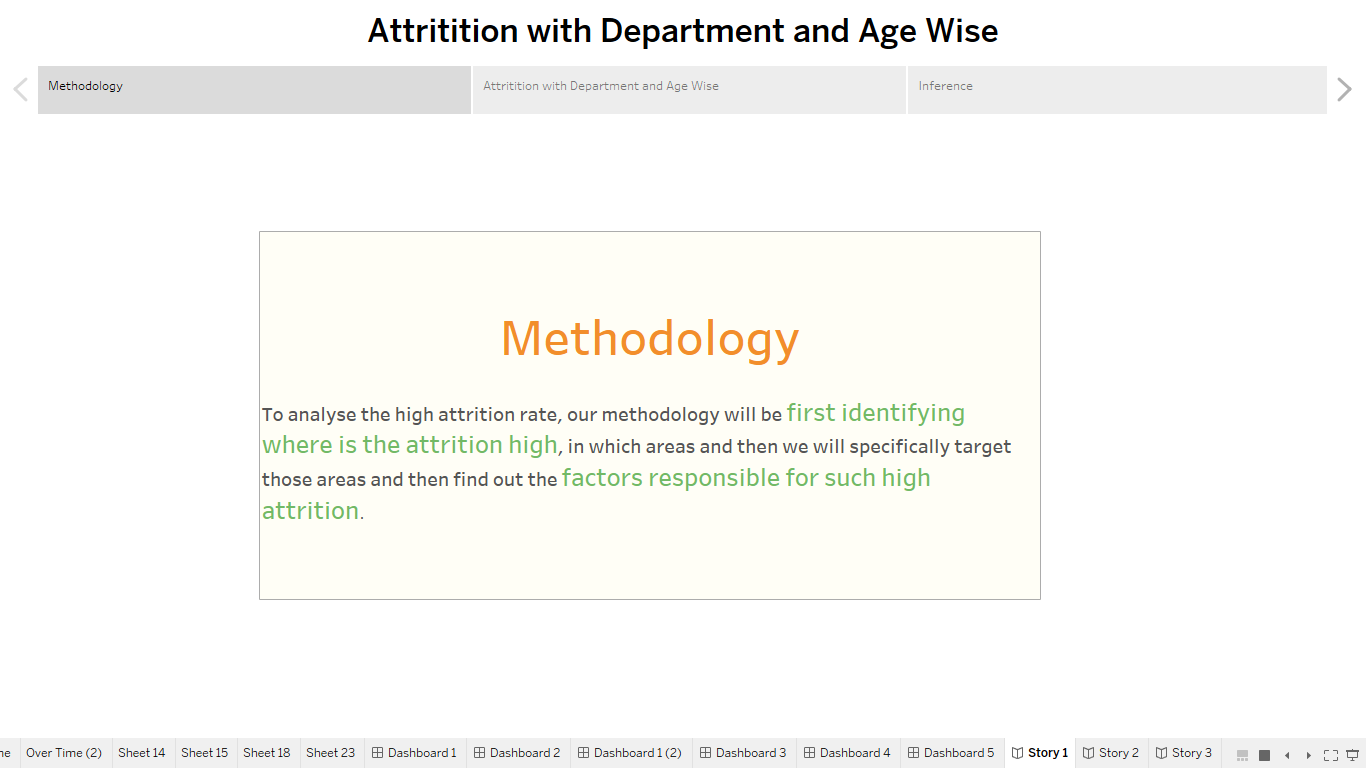 Attritition with Department and Age Wise
Methodology
Attritition with Department and Age Wise
Inference
Methodology
To analyse the high attrition rate, our methodology will be first identifying
where is the attrition high, in which areas and then we will specifically target
those areas and then find out the factors responsible for such high
attrition.
ne Over Time (2) Sheet 14 Sheet 15 Sheet 18 Sheet 23 Dashboard 1 Dashboard 2 Dashboard 1 (2) Dashboard 3 Dashboard 4 Dashboard 5 Story 1 Story 2 Story 3